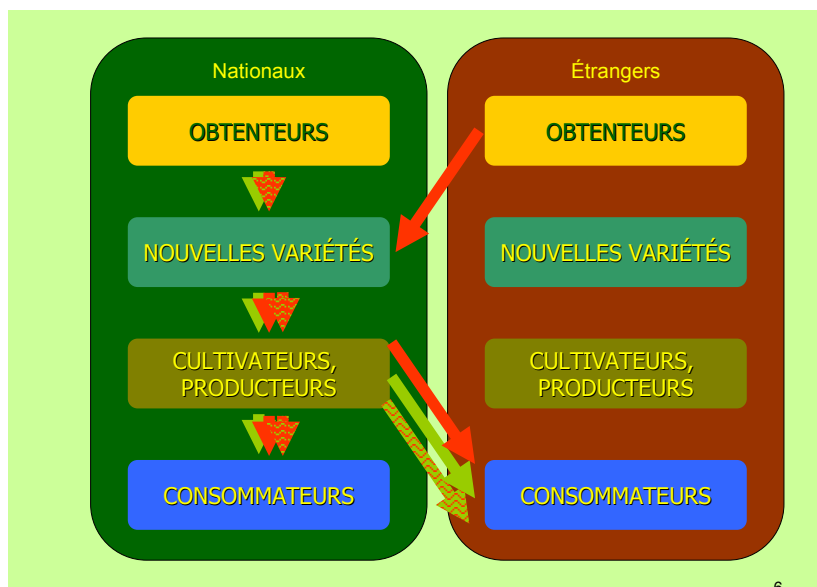 Nationaux
OBTENTEURS
NOUVELLES VARIÉTÉS
CULTIVATEURS,
PRODUCTEURS
CONSOMMATEURS
Étrangers
OBTENTEURS
NOUVELLES VARIÉTÉS
CULTIVATEURS,
PRODUCTEURS
CONSOMMATEURS
6